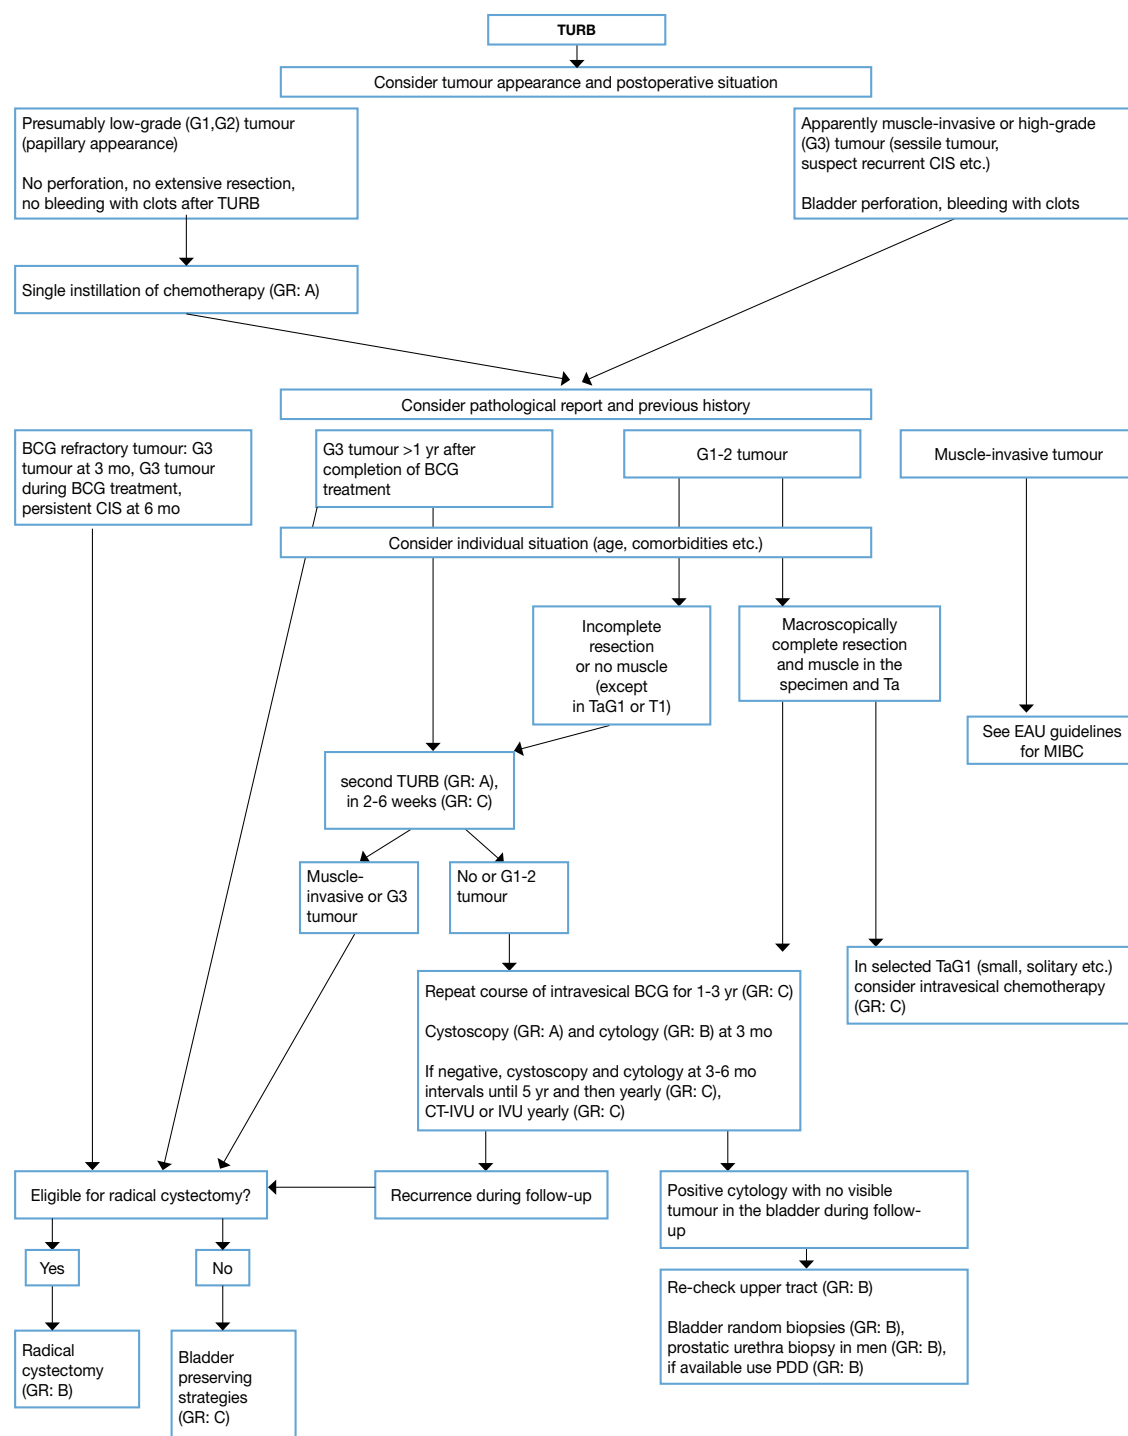 TURB
Consider tumour appearance and postoperative situation
Presumably low-grade (G1,G2) tumour
(papillary appearance)
No perforation, no extensive resection,
no bleeding with clots after TURB
Apparently muscle-invasive or high-grade
(G3) tumour (sessile tumour,
suspect recurrent CIS etc.)
Bladder perforation, bleeding with clots
Single instillation of chemotherapy (GR: A)
Consider pathological report and previous history
BCG refractory tumour: G3
tumour at 3 mo, G3 tumour
during BCG treatment,
persistent CIS at 6 mo
G3 tumour >1 yr after
completion of BCG
treatment
G1-2 tumour
Muscle-invasive tumour
Consider individual situation (age, comorbidities etc.)
Incomplete
resection
or no muscle
(except
in TaG1 or T1)
Macroscopically
complete resection
and muscle in the
specimen and Ta
See EAU guidelines
for MIBC
second TURB (GR: A),
in 2-6 weeks (GR: C)
Muscle-
invasive or G3
tumour
No or G1-2
tumour
Repeat course of intravesical BCG for 1-3 yr (GR: C)
Cystoscopy (GR: A) and cytology (GR: B) at 3 mo
If negative, cystoscopy and cytology at 3-6 mo
intervals until 5 yr and then yearly (GR: C),
CT-IVU or IVU yearly (GR: C)
In selected TaG1 (small, solitary etc.)
consider intravesical chemotherapy
(GR: C)
Eligible for radical cystectomy?
Recurrence during follow-up
Positive cytology with no visible
tumour in the bladder during follow-
up
Yes
No
Re-check upper tract (GR: B)
Bladder random biopsies (GR: B),
prostatic urethra biopsy in men (GR: B),
if available use PDD (GR: B)
Radical
cystectomy
(GR: B)
Bladder
preserving
strategies
(GR: C)